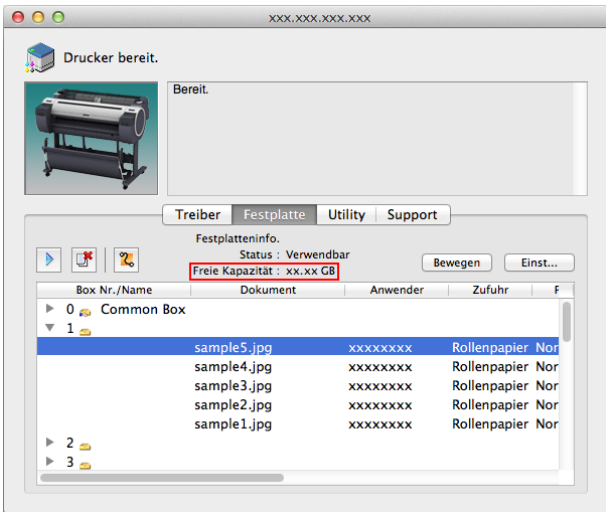 xxx.xxx.xxx.xxx
Drucker bereit.
Bereit.
Treiber Festplatte Utility Support
Festplatteninfo.
Status : Verwendbar
Freie Kapazität : xx.xx GB
Bewegen Einst...
Box Nr./Name Dokument Anwender Zufuhr
0 Common Box
1
sample5.jpg xxxxxxxx Rollenpapier Nor
sample4.jpg xxxxxxxx Rollenpapier Nor
sample3.jpg xxxxxxxx Rollenpapier Nor
sample2.jpg xxxxxxxx Rollenpapier Nor
sample1.jpg xxxxxxxx Rollenpapier Nor
2
3